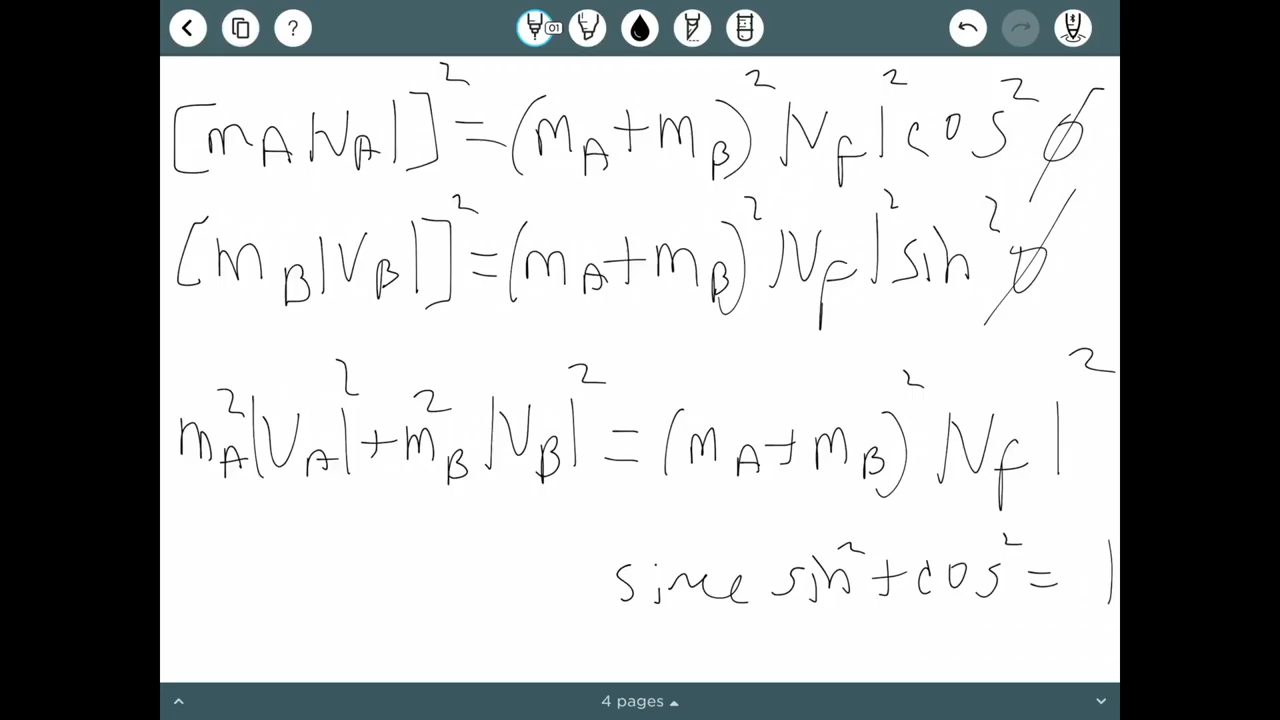 ?
01
[mA|VA|]² = (mA+mB)² |Vf|² cos² ϕ
[mB|VB|]² = (mA+mB)² |Vf|² sin² ϕ
mA²|VA|² + mB²|VB|² = (mA+mB)² |Vf|²
since sin² + cos² = 1
4 pages